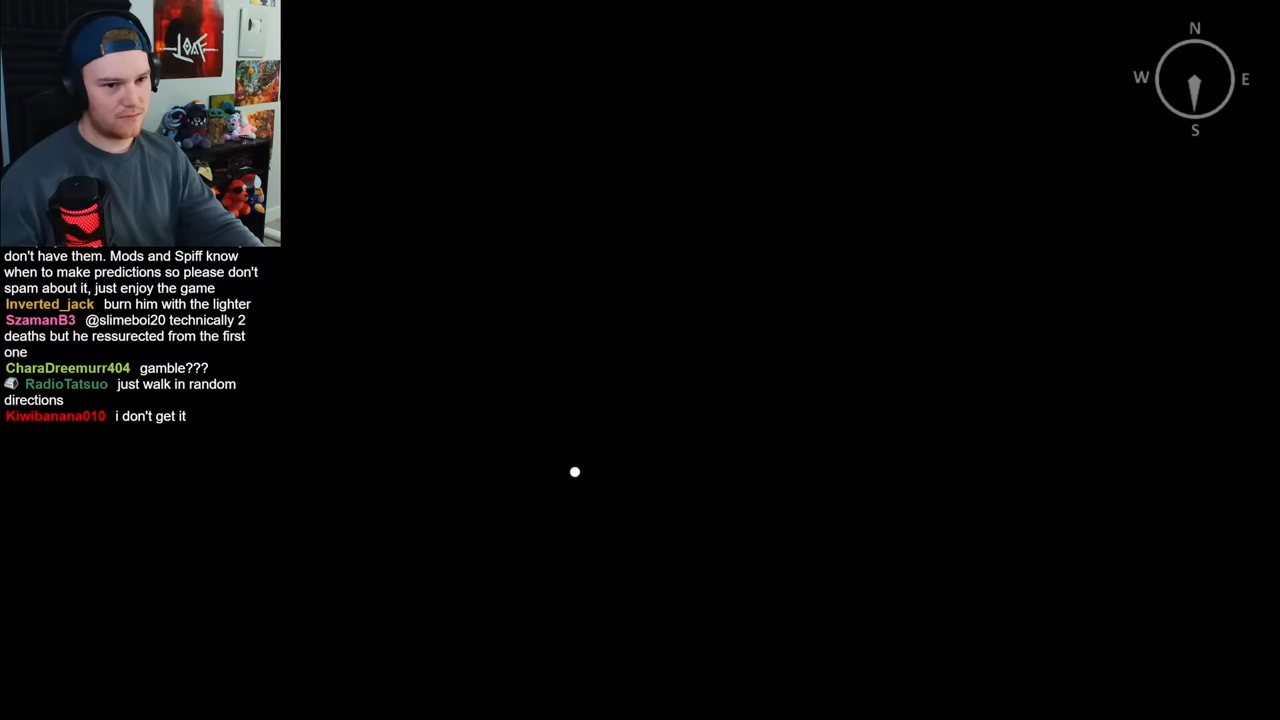 LOAF
N
W
E
S
don't have them. Mods and Spiff know
when to make predictions so please don't
spam about it, just enjoy the game
Inverted_jack burn him with the lighter
SzamanB3 @slimeboi20 technically 2
deaths but he ressurected from the first
one
CharaDreemurr404 gamble???
RadioTatsuo just walk in random
directions
Kiwibanana010 i don't get it